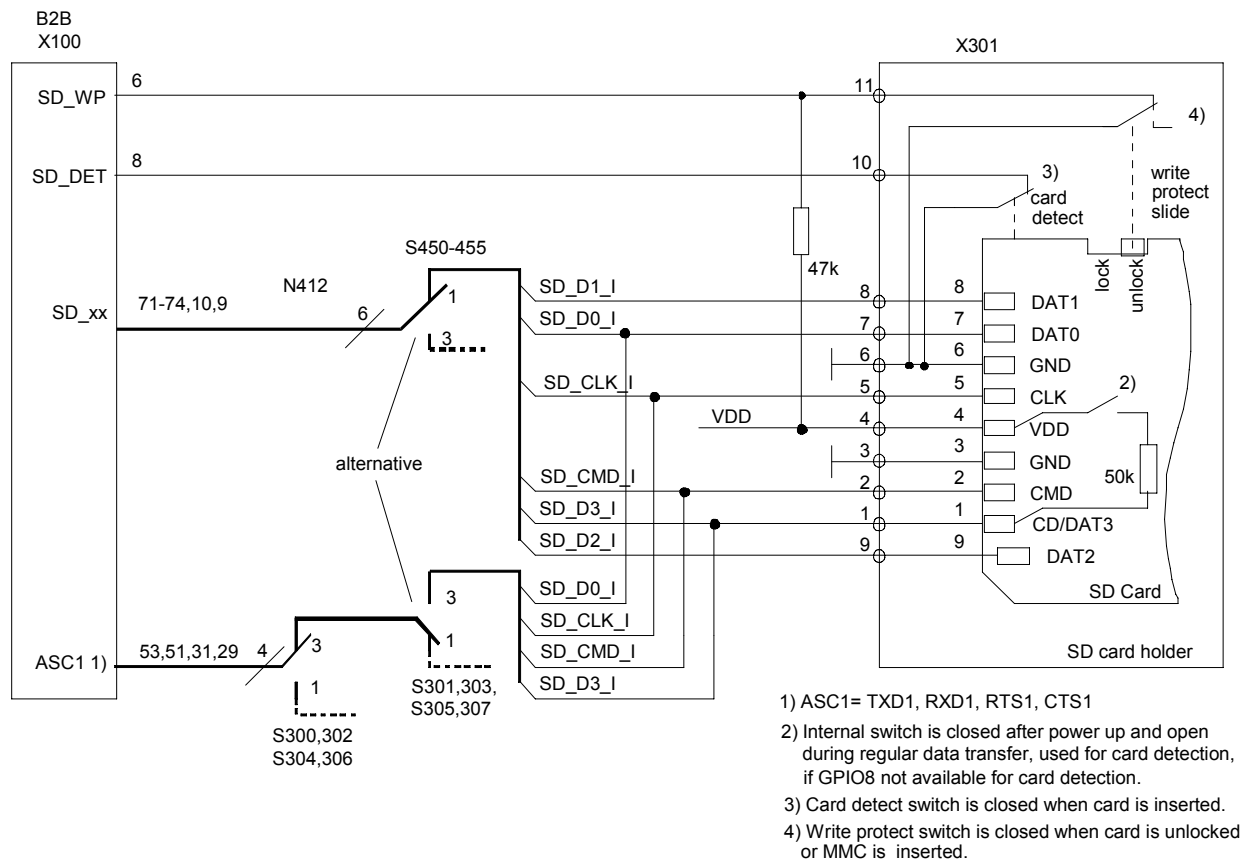 B2B
X100
X301
SD_WP
6
11
4)
SD_DET
8
10
3)
card
detect
write
protect
slide
47k
lock
unlock
S450-455
N412
SD_xx
71-74,10,9
6
1
3
SD_D1_I
8
8
DAT1
SD_D0_I
7
7
DAT0
6
6
GND
SD_CLK_I
5
5
CLK
2)
VDD
4
4
VDD
3
3
GND
alternative
SD_CMD_I
2
2
CMD
50k
SD_D3_I
1
1
CD/DAT3
SD_D2_I
9
9
DAT2
SD Card
SD card holder
SD_D0_I
SD_CLK_I
SD_CMD_I
SD_D3_I
3
1
S301,303,
S305,307
ASC1 1)
53,51,31,29
4
3
1
S300,302
S304,306
1) ASC1= TXD1, RXD1, RTS1, CTS1
2) Internal switch is closed after power up and open
during regular data transfer, used for card detection,
if GPIO8 not available for card detection.
3) Card detect switch is closed when card is inserted.
4) Write protect switch is closed when card is unlocked
or MMC is inserted.